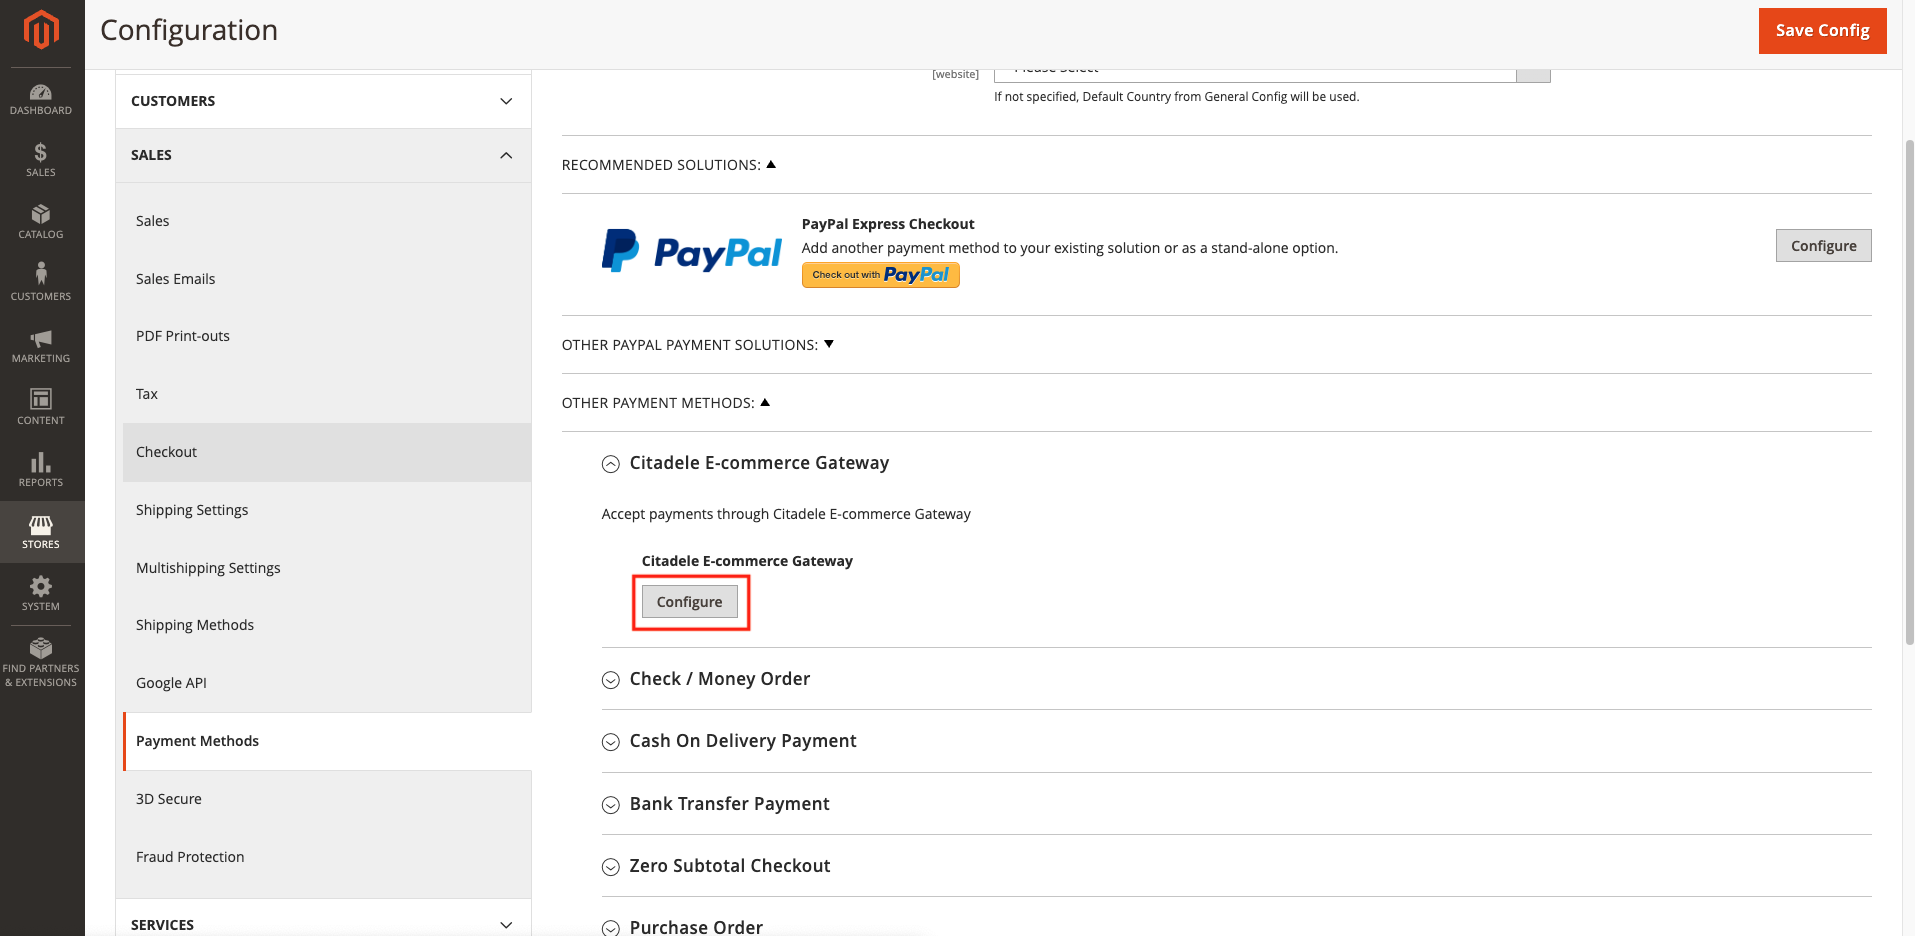 Configuration
Save Config
DASHBOARD
SALES
CATALOG
CUSTOMERS
MARKETING
CONTENT
REPORTS
STORES
SYSTEM
FIND PARTNERS
& EXTENSIONS
CUSTOMERS
SALES
Sales
Sales Emails
PDF Print-outs
Tax
Checkout
Shipping Settings
Multishipping Settings
Shipping Methods
Google API
Payment Methods
3D Secure
Fraud Protection
SERVICES
[website]
Please Select
If not specified, Default Country from General Config will be used.
RECOMMENDED SOLUTIONS:
PayPal
PayPal Express Checkout
Add another payment method to your existing solution or as a stand-alone option.
Check out with PayPal
Configure
OTHER PAYPAL PAYMENT SOLUTIONS:
OTHER PAYMENT METHODS:
Citadele E-commerce Gateway
Accept payments through Citadele E-commerce Gateway
Citadele E-commerce Gateway
Configure
Check / Money Order
Cash On Delivery Payment
Bank Transfer Payment
Zero Subtotal Checkout
Purchase Order